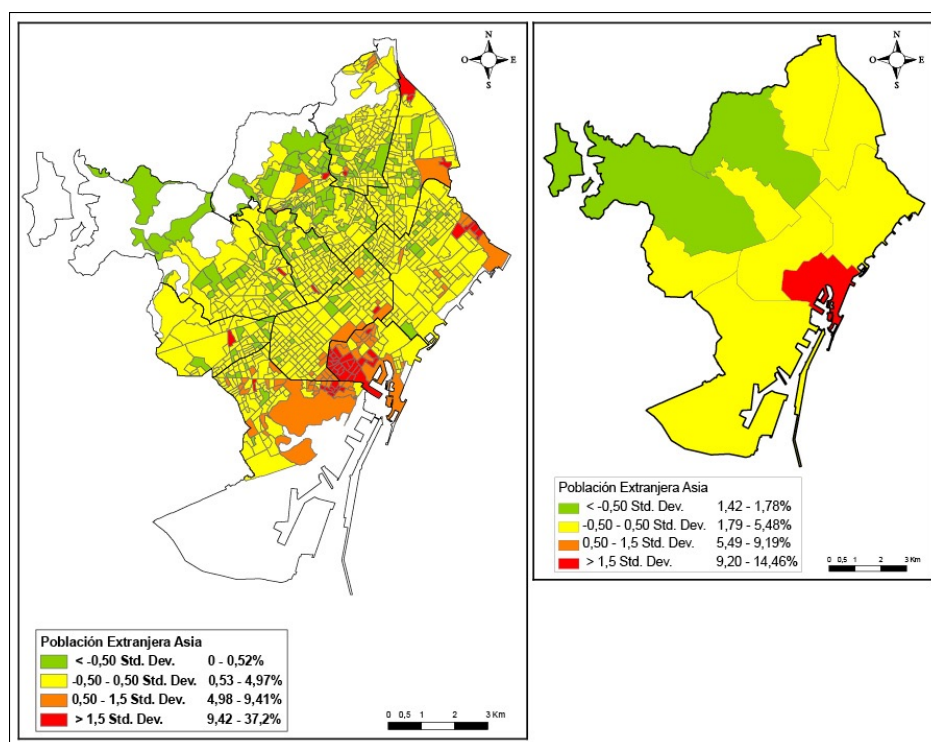 N
O E
S
Población Extranjera Asia
< -0,50 Std. Dev. 0 - 0,52%
-0,50 - 0,50 Std. Dev. 0,53 - 4,97%
0,50 - 1,5 Std. Dev. 4,98 - 9,41%
> 1,5 Std. Dev. 9,42 - 37,2%
0 0,5 1 2 3 Km
N
O E
S
Población Extranjera Asia
< -0,50 Std. Dev. 1,42 - 1,78%
-0,50 - 0,50 Std. Dev. 1,79 - 5,48%
0,50 - 1,5 Std. Dev. 5,49 - 9,19%
> 1,5 Std. Dev. 9,20 - 14,46%
0 0,5 1 2 3 Km